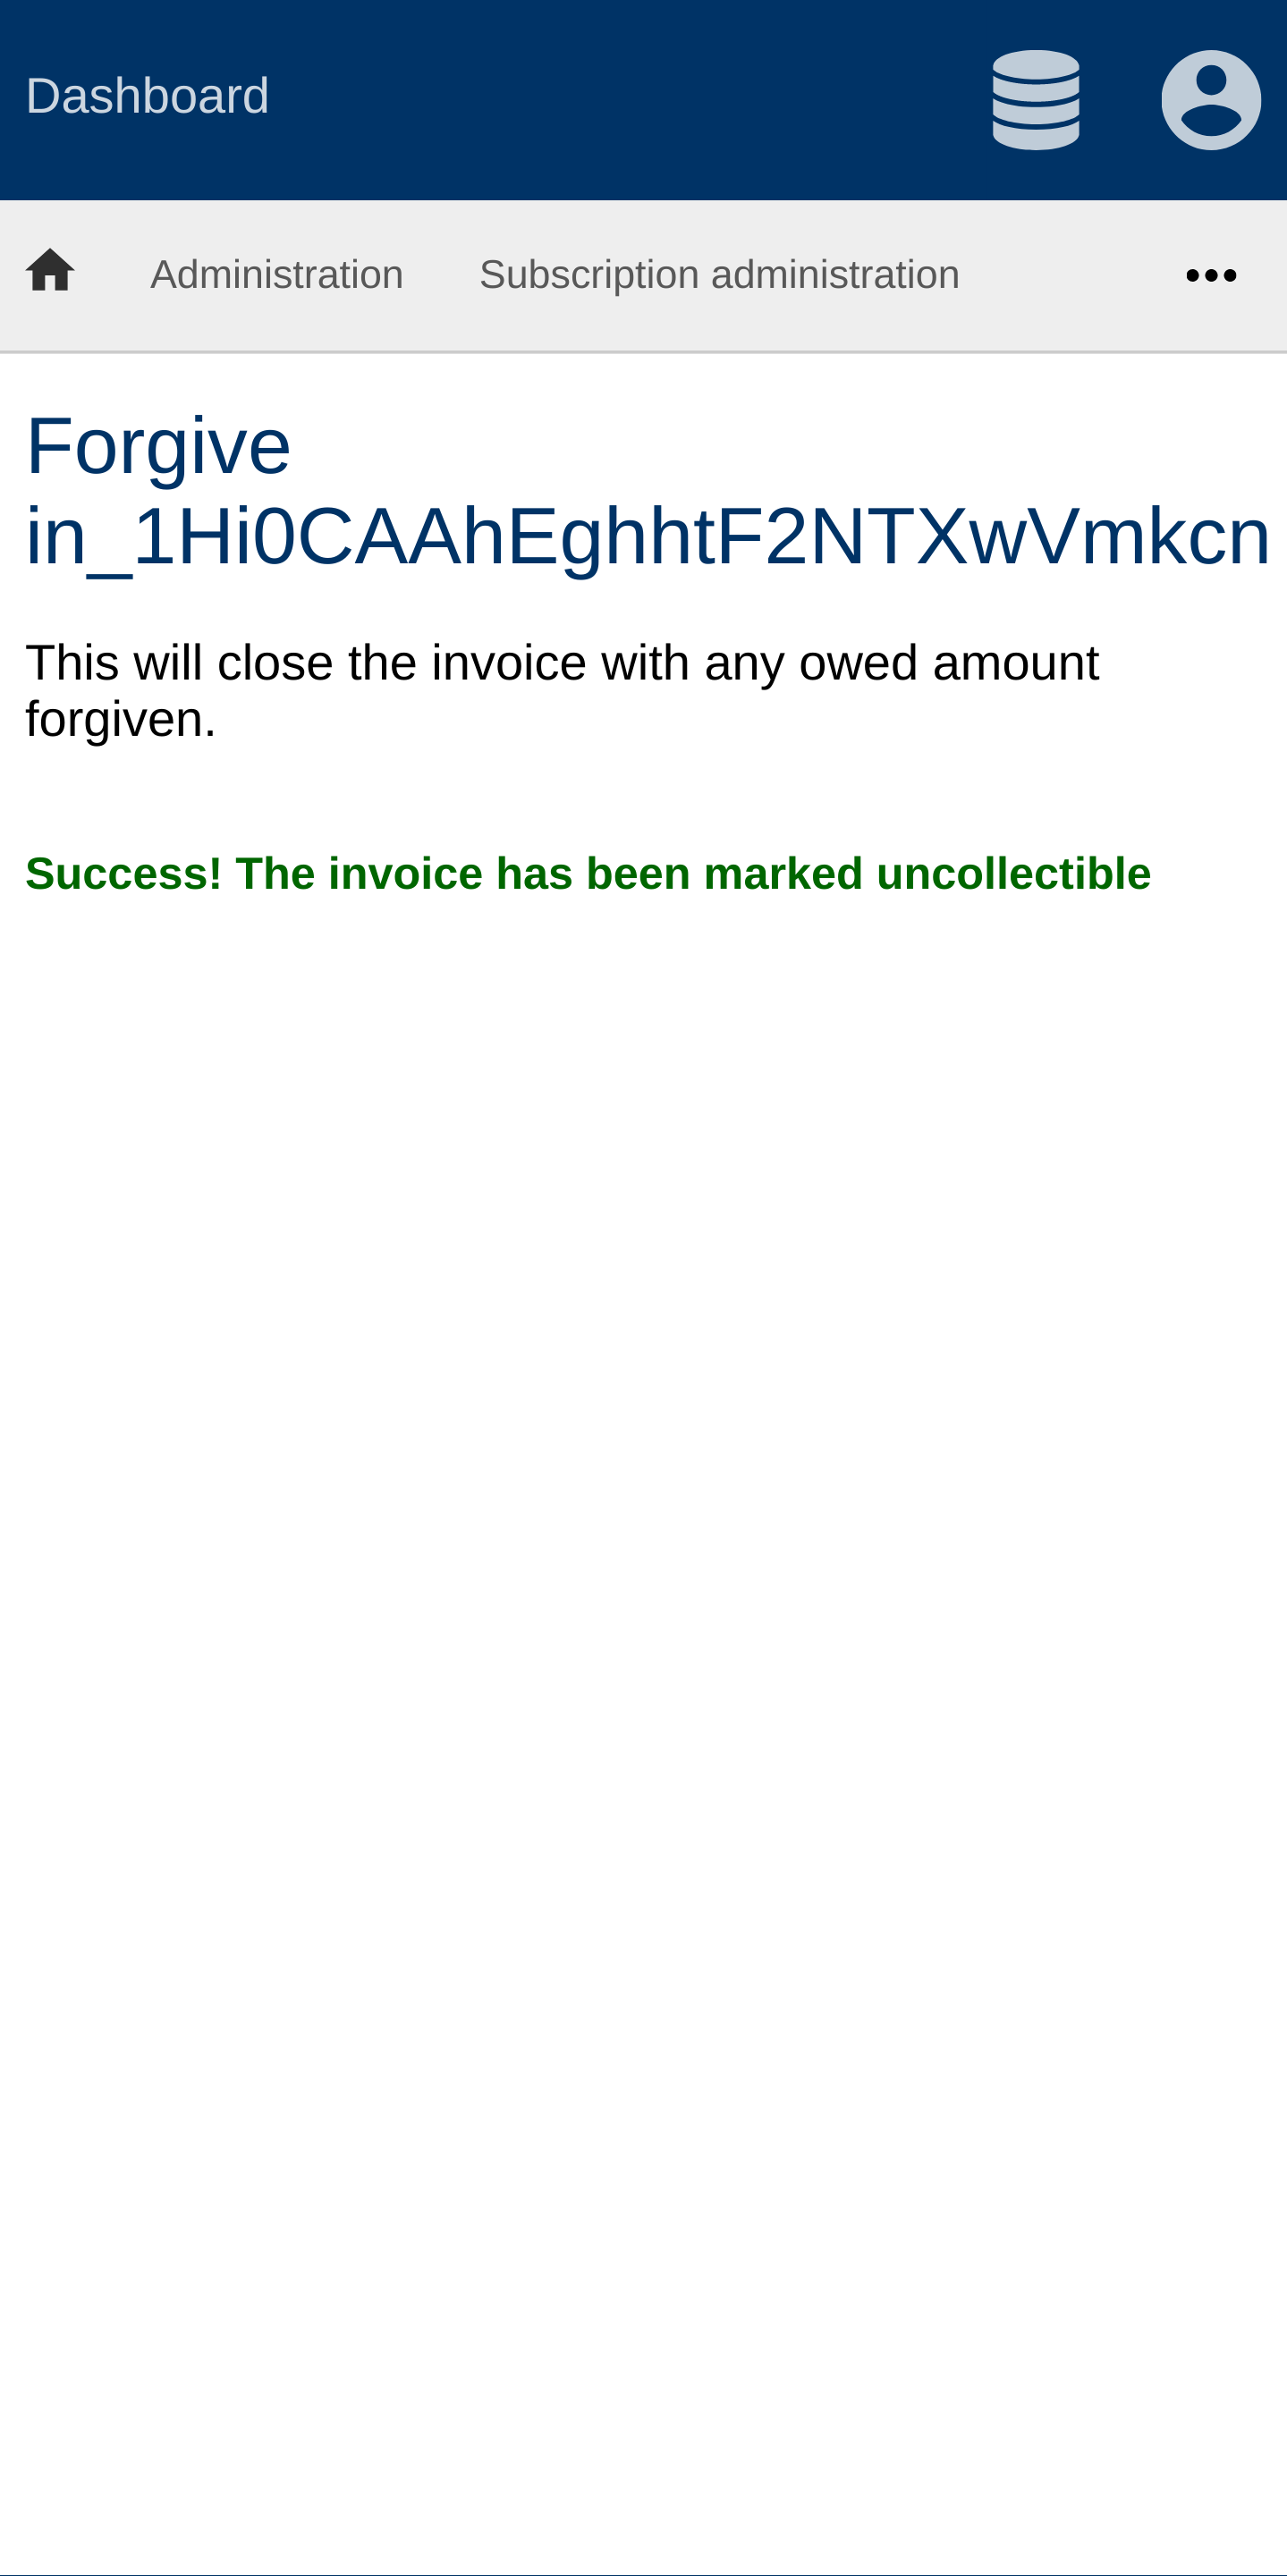 Dashboard
Administration Subscription administration
Forgive
in_1Hi0CAAhEghhtF2NTXwVmkcn
This will close the invoice with any owed amount
forgiven.
Success! The invoice has been marked uncollectible